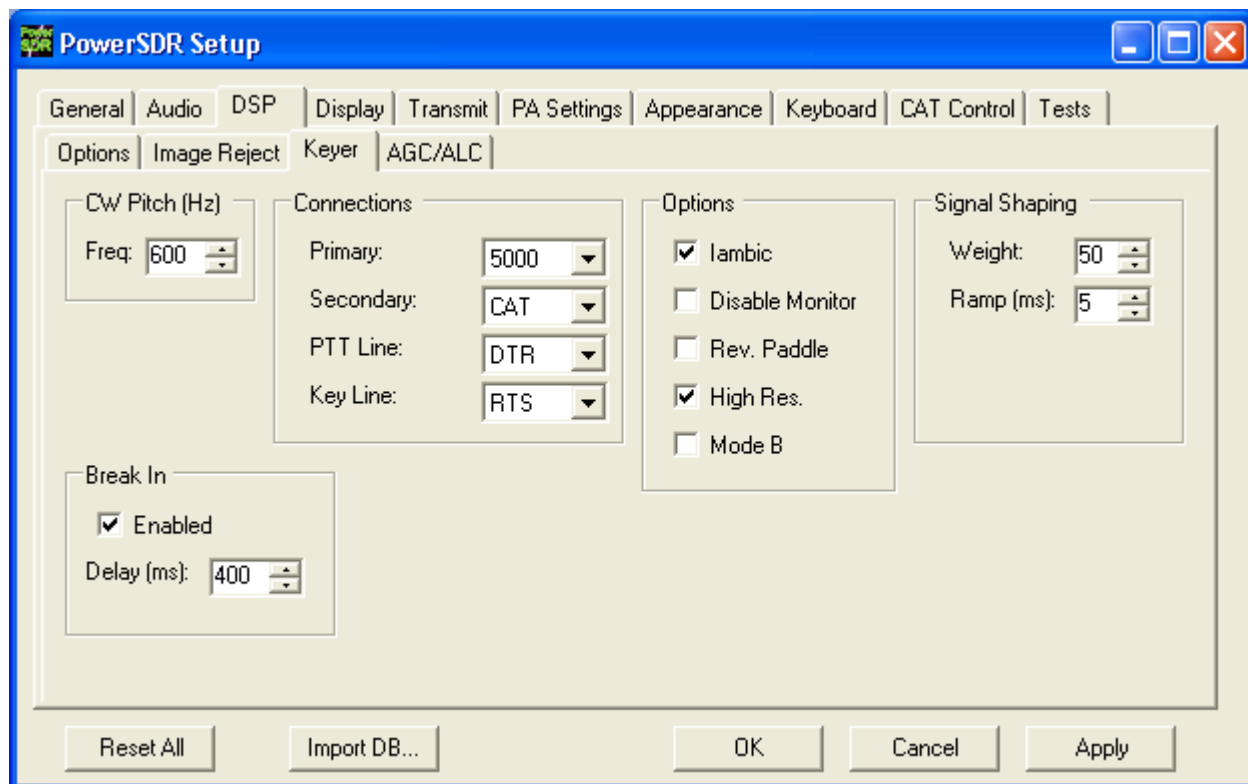 Power SDR PowerSDR Setup
General Audio DSP Display Transmit PA Settings Appearance Keyboard CAT Control Tests
Options Image Reject Keyer AGC/ALC
CW Pitch (Hz)
Freq: 600
Connections
Primary: 5000
Secondary: CAT
PTT Line: DTR
Key Line: RTS
Options
Iambic
Disable Monitor
Rev. Paddle
High Res.
Mode B
Signal Shaping
Weight: 50
Ramp (ms): 5
Break In
Enabled
Delay (ms): 400
Reset All Import DB... OK Cancel Apply